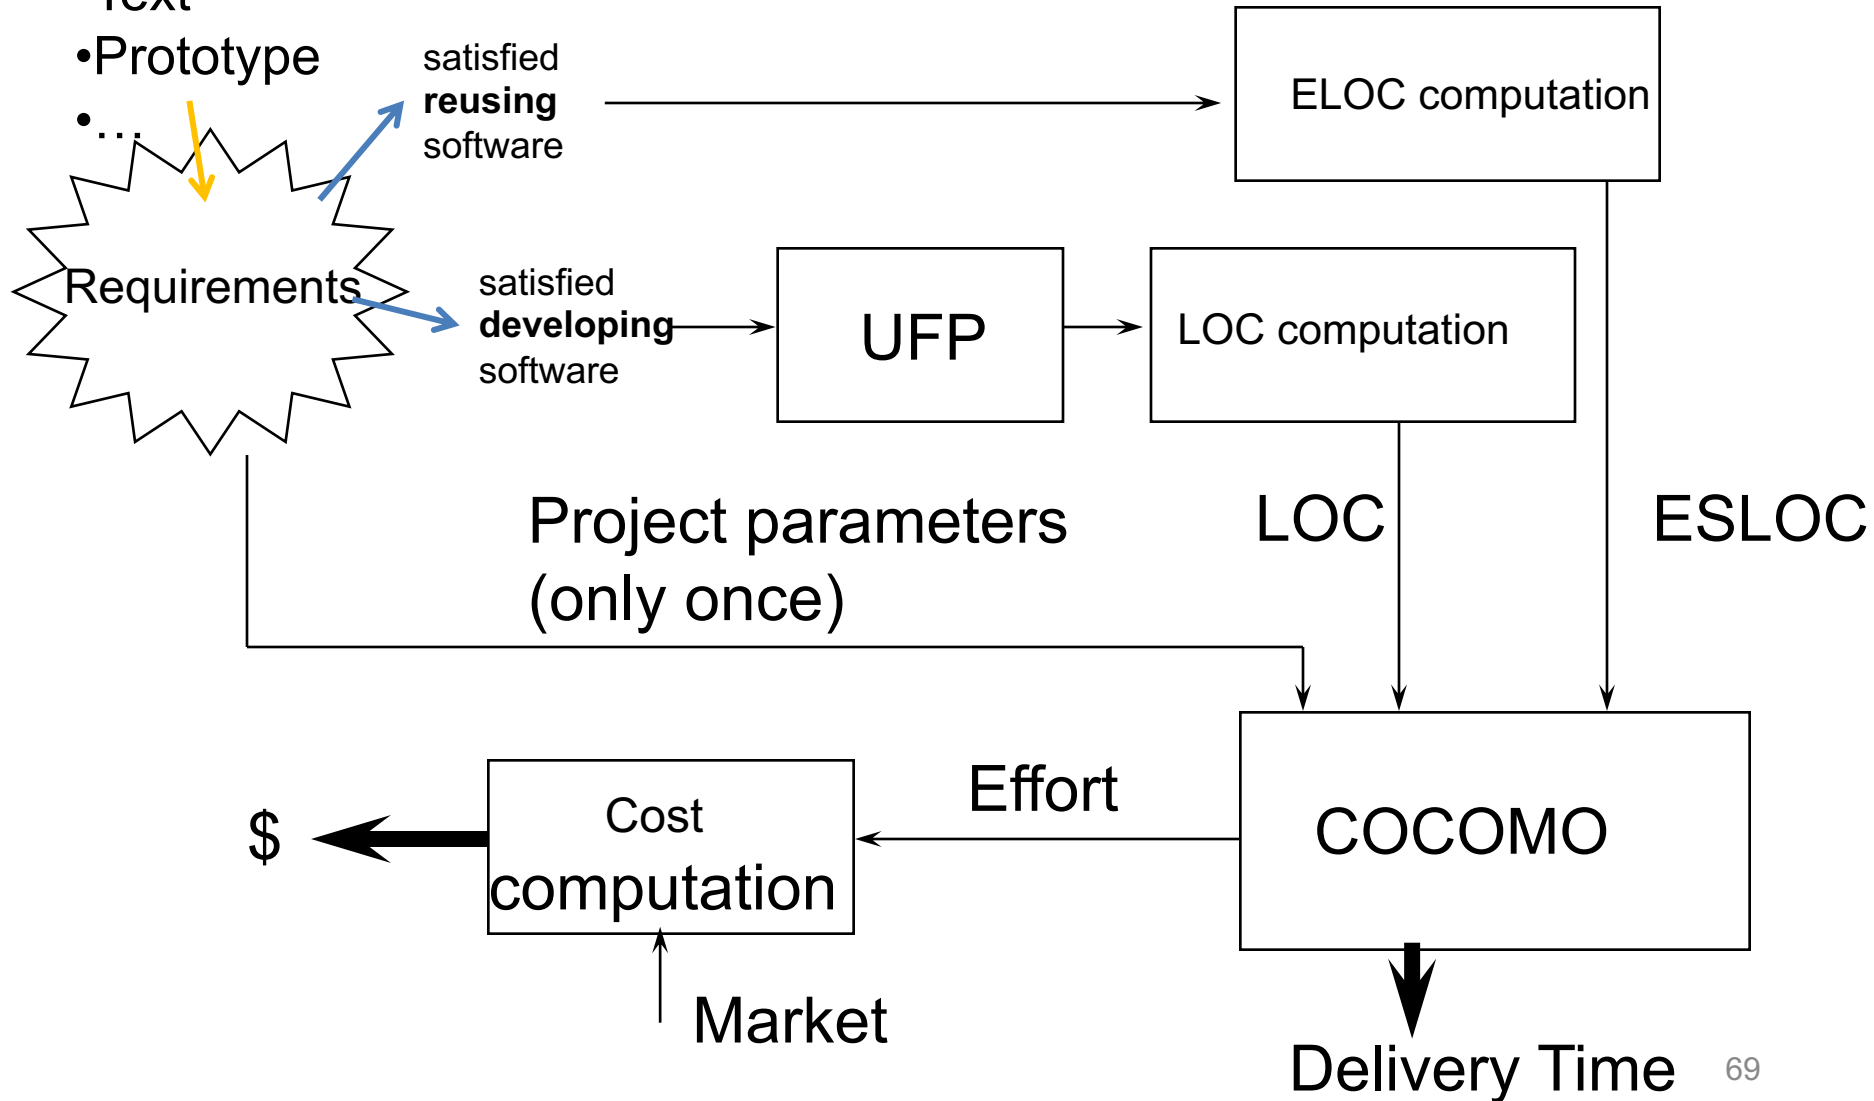 Text
•Prototype
•...
satisfied
reusing
software
ELOC computation
Requirements
satisfied
developing
software
UFP
LOC computation
Project parameters
(only once)
LOC
ESLOC
Effort
COCOMO
Cost
computation
$
Market
Delivery Time
69